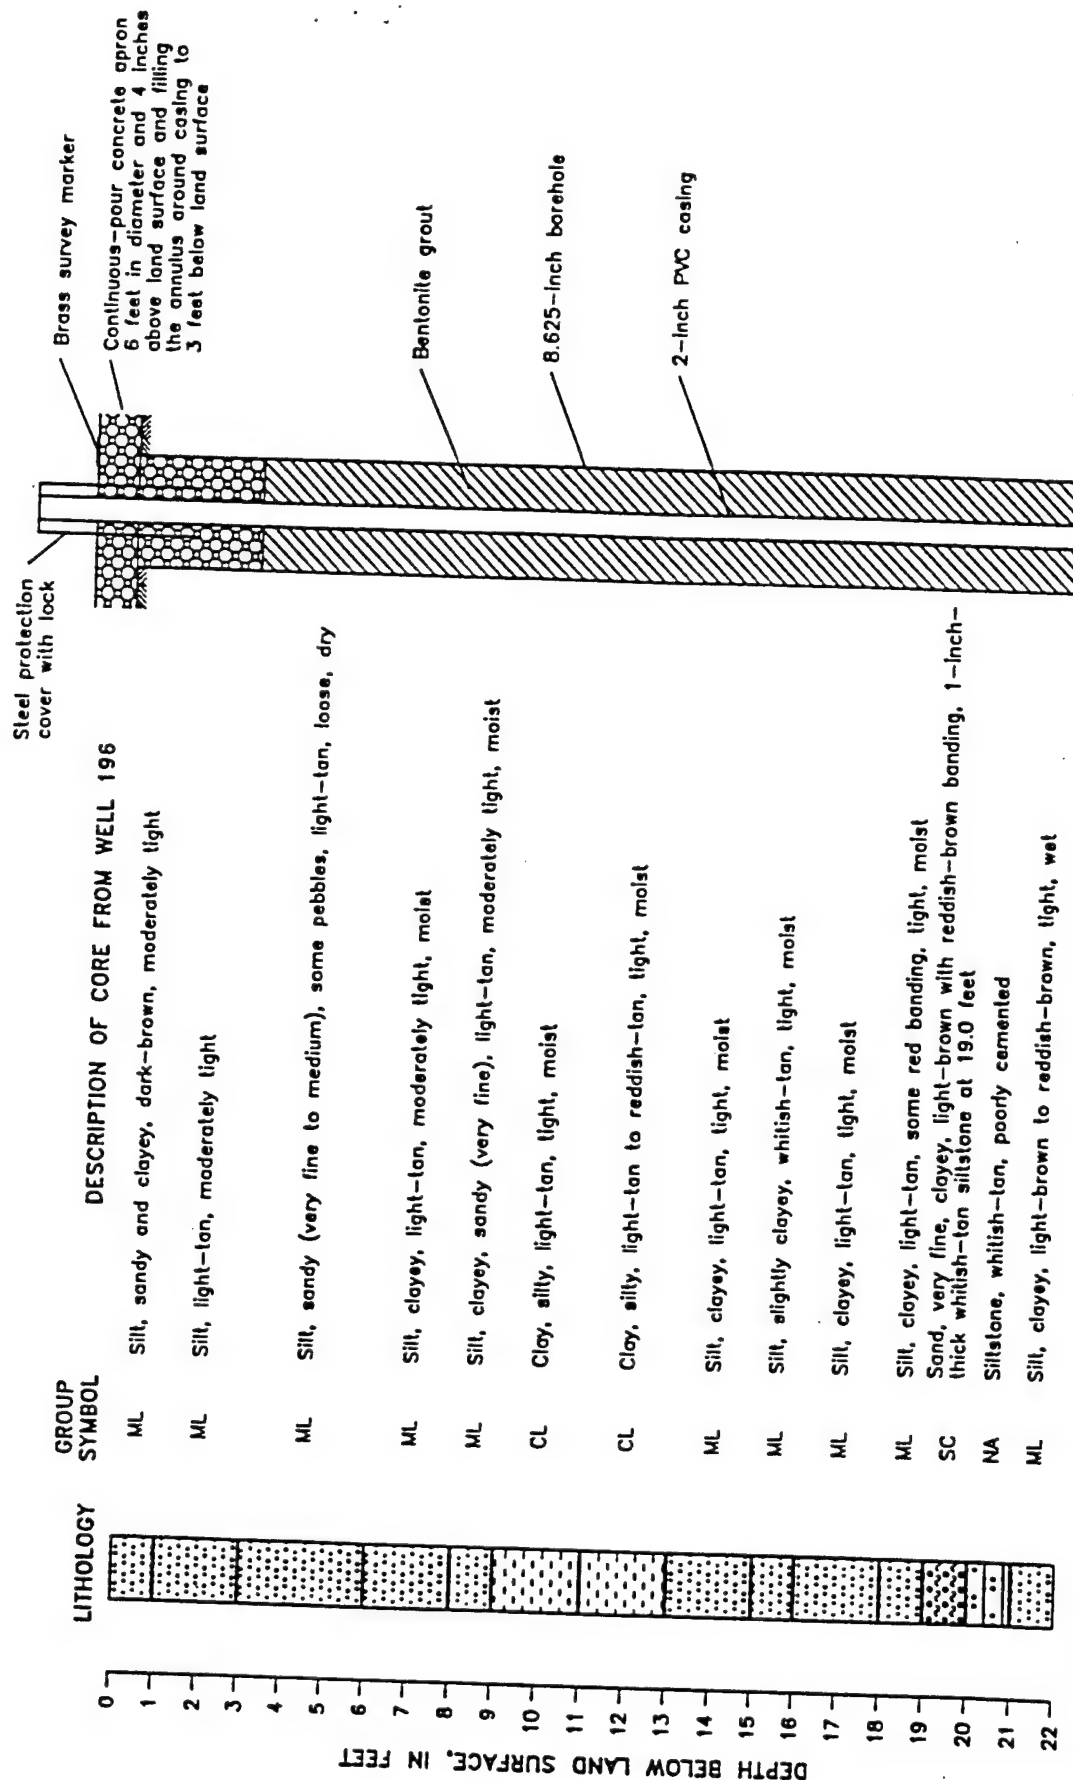 Steel protection
cover with lock
Brass survey marker
Continuous-pour concrete apron
6 feet in diameter and 4 inches
above land surface and filling
the annulus around casing to
3 feet below land surface
Bentonite grout
8.625-inch borehole
2-inch PVC casing
LITHOLOGY
GROUP
SYMBOL
DESCRIPTION OF CORE FROM WELL 196
ML Silt, sandy and clayey, dark-brown, moderately tight
ML Silt, light-tan, moderately tight
ML Silt, sandy (very fine to medium), some pebbles, light-tan, loose, dry
ML Silt, clayey, light-tan, moderately tight, moist
ML Silt, clayey, sandy (very fine), light-tan, moderately tight, moist
CL Clay, silty, light-tan, tight, moist
CL Clay, silty, light-tan to reddish-tan, tight, moist
ML Silt, clayey, light-tan, tight, moist
ML Silt, slightly clayey, whitish-tan, tight, moist
ML Silt, clayey, light-tan, tight, moist
ML Silt, clayey, light-tan, some red banding, tight, moist
SC Sand, very fine, clayey, light-brown with reddish-brown banding, 1-inch-
thick whitish-tan siltstone at 19.0 feet
NA Siltstone, whitish-tan, poorly cemented
ML Silt, clayey, light-brown to reddish-brown, tight, wet
DEPTH BELOW LAND SURFACE, IN FEET
0
1
2
3
4
5
6
7
8
9
10
11
12
13
14
15
16
17
18
19
20
21
22